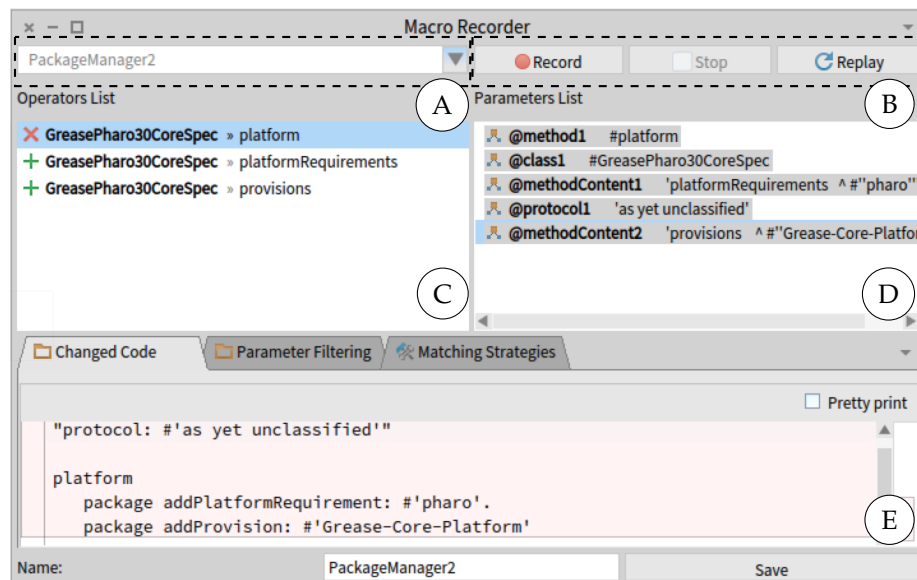 Macro Recorder
PackageManager2
Record Stop Replay
A
B
Operators List
Parameters List
GreasePharo30CoreSpec » platform
GreasePharo30CoreSpec » platformRequirements
GreasePharo30CoreSpec » provisions
C
@method1 #platform
@class1 #GreasePharo30CoreSpec
@methodContent1 'platformRequirements ^ #''pharo''
@protocol1 'as yet unclassified'
@methodContent2 'provisions ^ #''Grease-Core-Platfor
D
Changed Code Parameter Filtering Matching Strategies
Pretty print
"protocol: #'as yet unclassified'"
platform
package addPlatformRequirement: #'pharo'.
package addProvision: #'Grease-Core-Platform'
E
Name: PackageManager2 Save